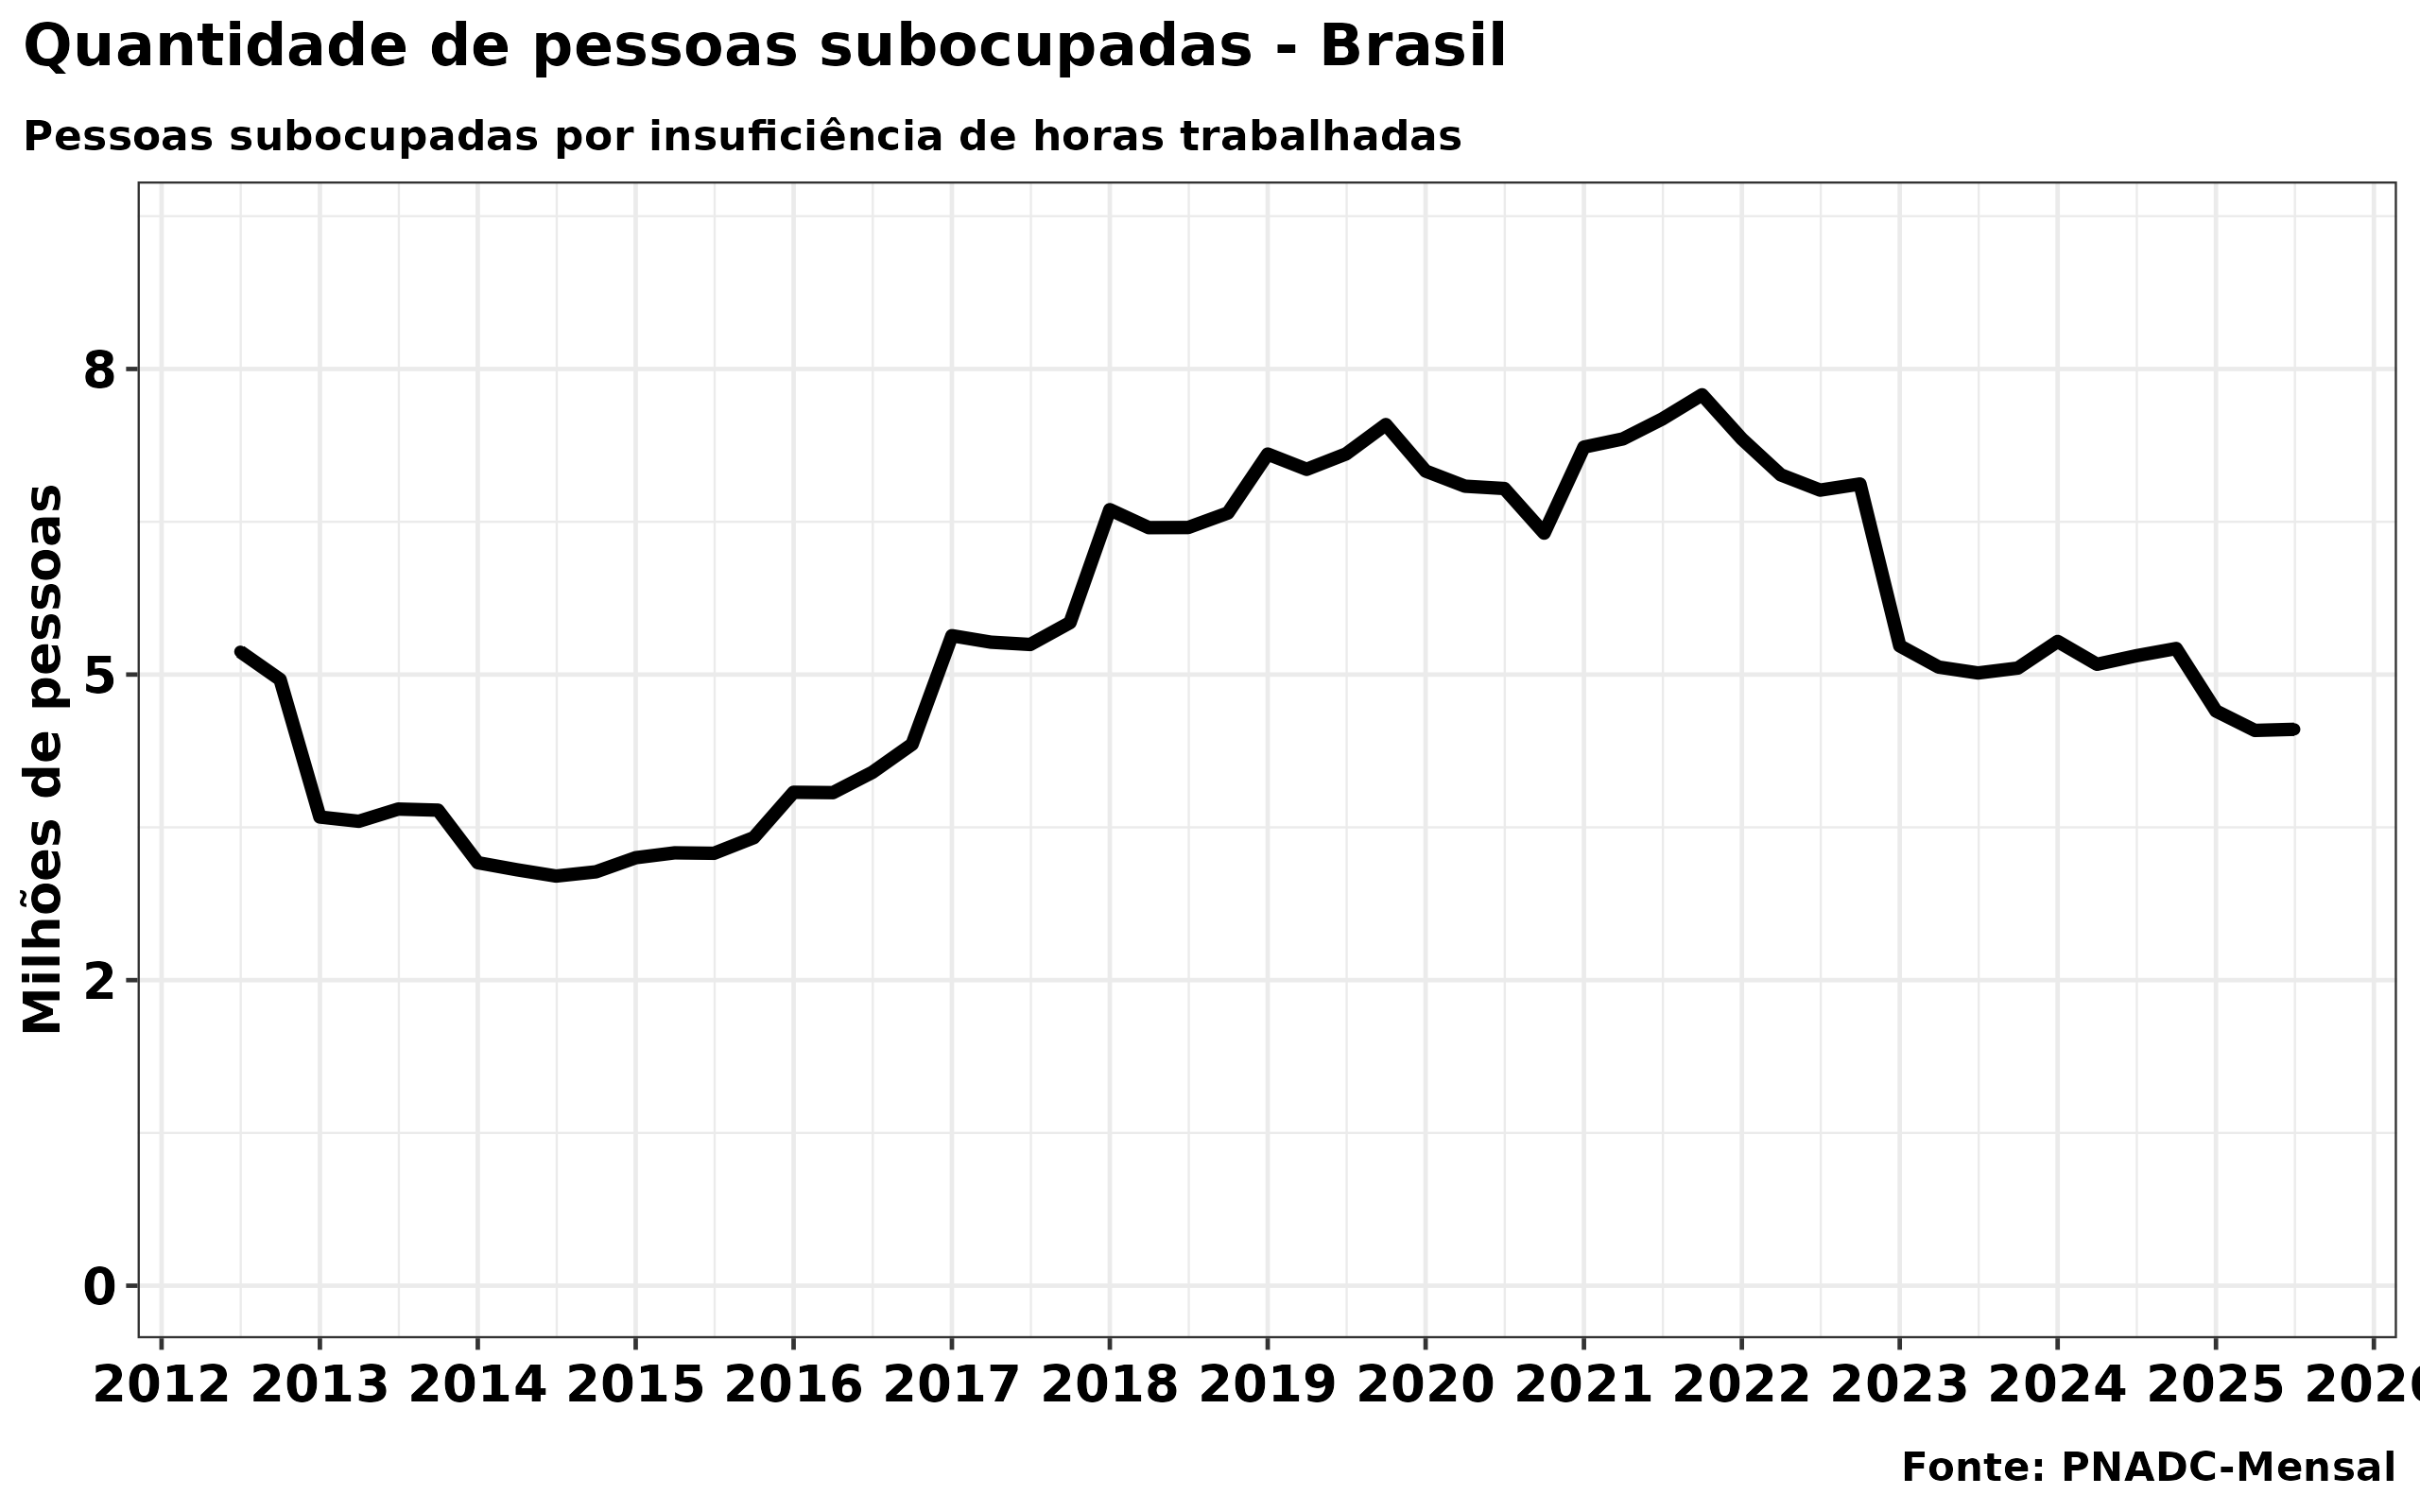 Quantidade de pessoas subocupadas - Brasil
Pessoas subocupadas por insuficiência de horas trabalhadas
Milhões de pessoas
8
5
2
0
2012 2013 2014 2015 2016 2017 2018 2019 2020 2021 2022 2023 2024 2025 2026
Fonte: PNADC-Mensal